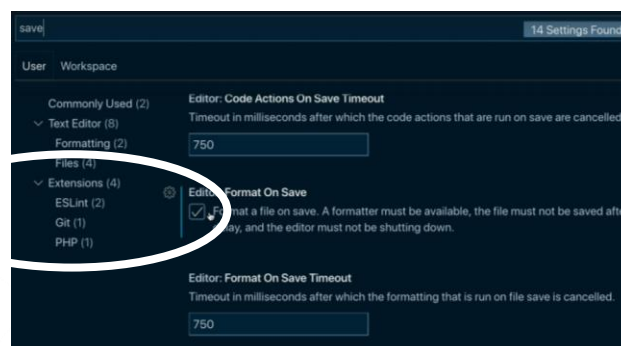 save
14 Settings Found
User Workspace
Commonly Used (2)
Text Editor (8)
Formatting (2)
Files (4)
Extensions (4)
ESLint (2)
Git (1)
PHP (1)
Editor: Code Actions On Save Timeout
Timeout in milliseconds after which the code actions that are run on save are cancelled
750
Format On Save
a file on save. A formatter must be available, the file must not be saved
and the editor must not be shutting down.
Editor: Format On Save Timeout
Timeout in milliseconds after which the formatting that is run on file save is cancelled.
750